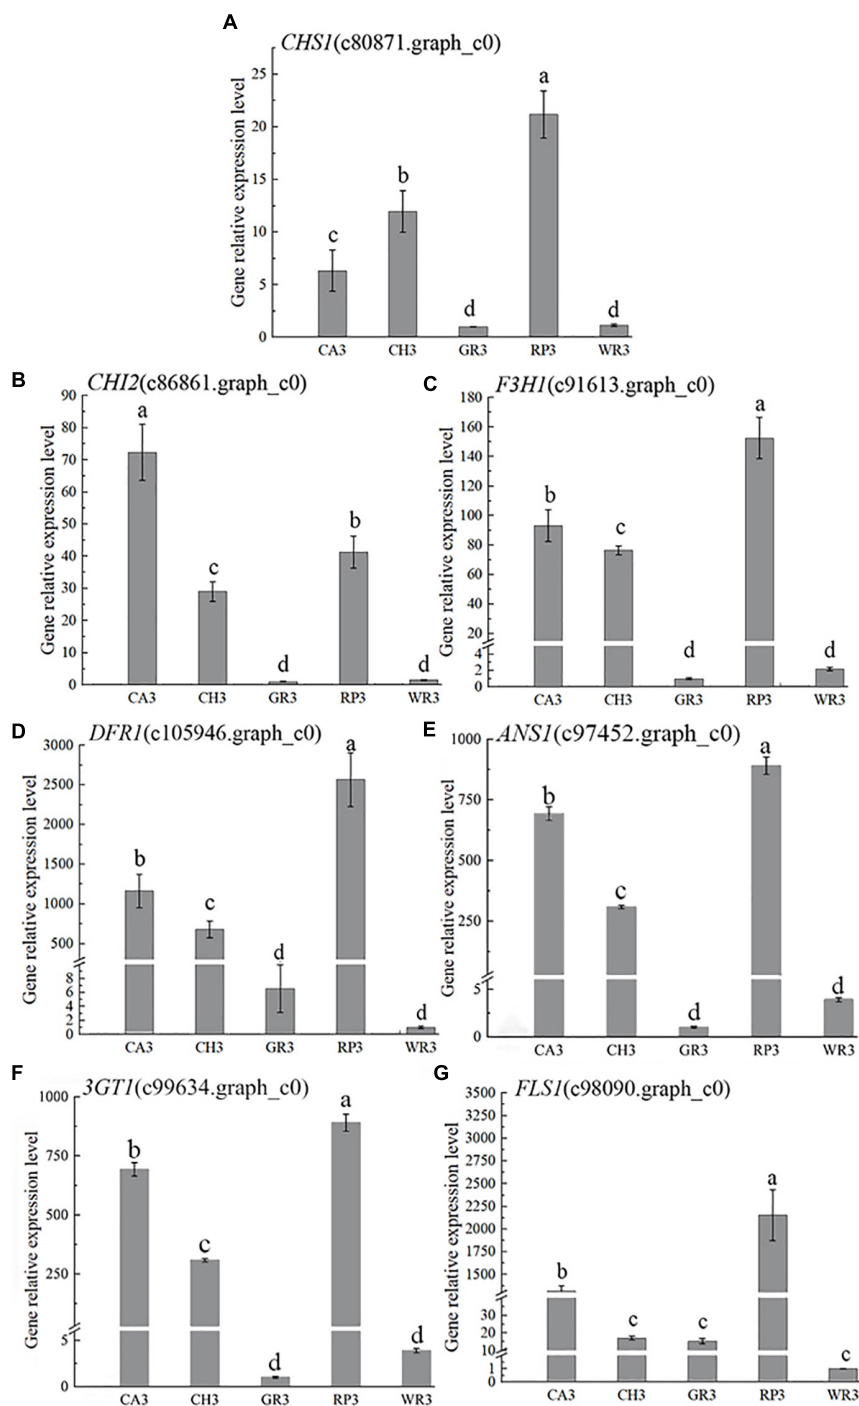 A
CHS1(c80871.graph_c0)
Gene relative expression level
25
20
15
10
5
0
c
b
d
a
d
CA3 CH3 GR3 RP3 WR3
B
CHI2(c86861.graph_c0)
Gene relative expression level
90
80
70
60
50
40
30
20
10
0
a
c
d
b
d
CA3 CH3 GR3 RP3 WR3
C
F3H1(c91613.graph_c0)
Gene relative expression level
180
160
140
120
100
80
60
40
20
4
2
0
b
c
d
a
d
CA3 CH3 GR3 RP3 WR3
D
DFR1(c105946.graph_c0)
Gene relative expression level
3000
2500
2000
1500
1000
500
8
6
4
2
0
b
c
d
a
d
CA3 CH3 GR3 RP3 WR3
E
ANS1(c97452.graph_c0)
Gene relative expression level
1000
750
500
250
5
0
b
c
d
a
d
CA3 CH3 GR3 RP3 WR3
F
3GT1(c99634.graph_c0)
Gene relative expression level
1000
750
500
250
5
0
b
c
d
a
d
CA3 CH3 GR3 RP3 WR3
G
FLS1(c98090.graph_c0)
Gene relative expression level
3500
3250
3000
2750
2500
2250
2000
1750
1500
30
20
10
1
0
b
c
c
a
c
CA3 CH3 GR3 RP3 WR3